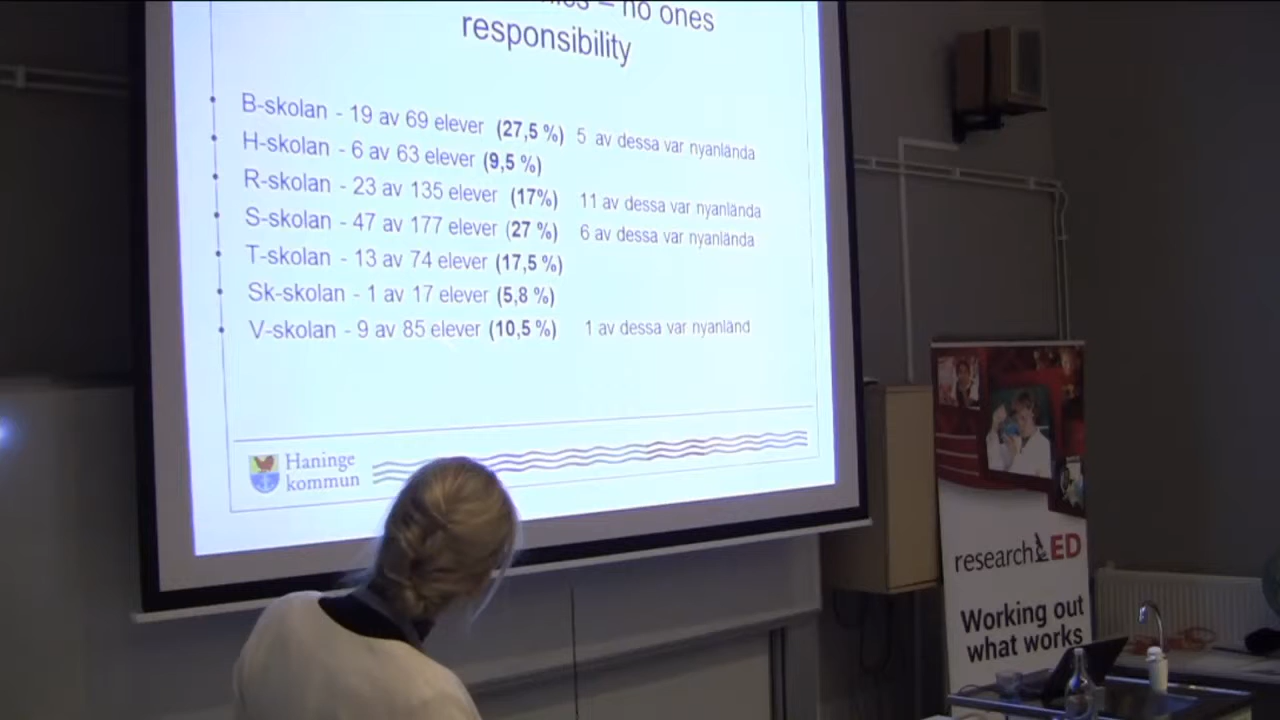 – no ones
responsibility
B-skolan - 19 av 69 elever (27,5 %) 5 av dessa var nyanlända
H-skolan - 6 av 63 elever (9,5 %)
R-skolan - 23 av 135 elever (17%) 11 av dessa var nyanlända
S-skolan - 47 av 177 elever (27 %) 6 av dessa var nyanlända
T-skolan - 13 av 74 elever (17,5 %)
Sk-skolan - 1 av 17 elever (5,8 %)
V-skolan - 9 av 85 elever (10,5 %) 1 av dessa var nyanländ
Haninge
kommun
researchED
Working out
what works